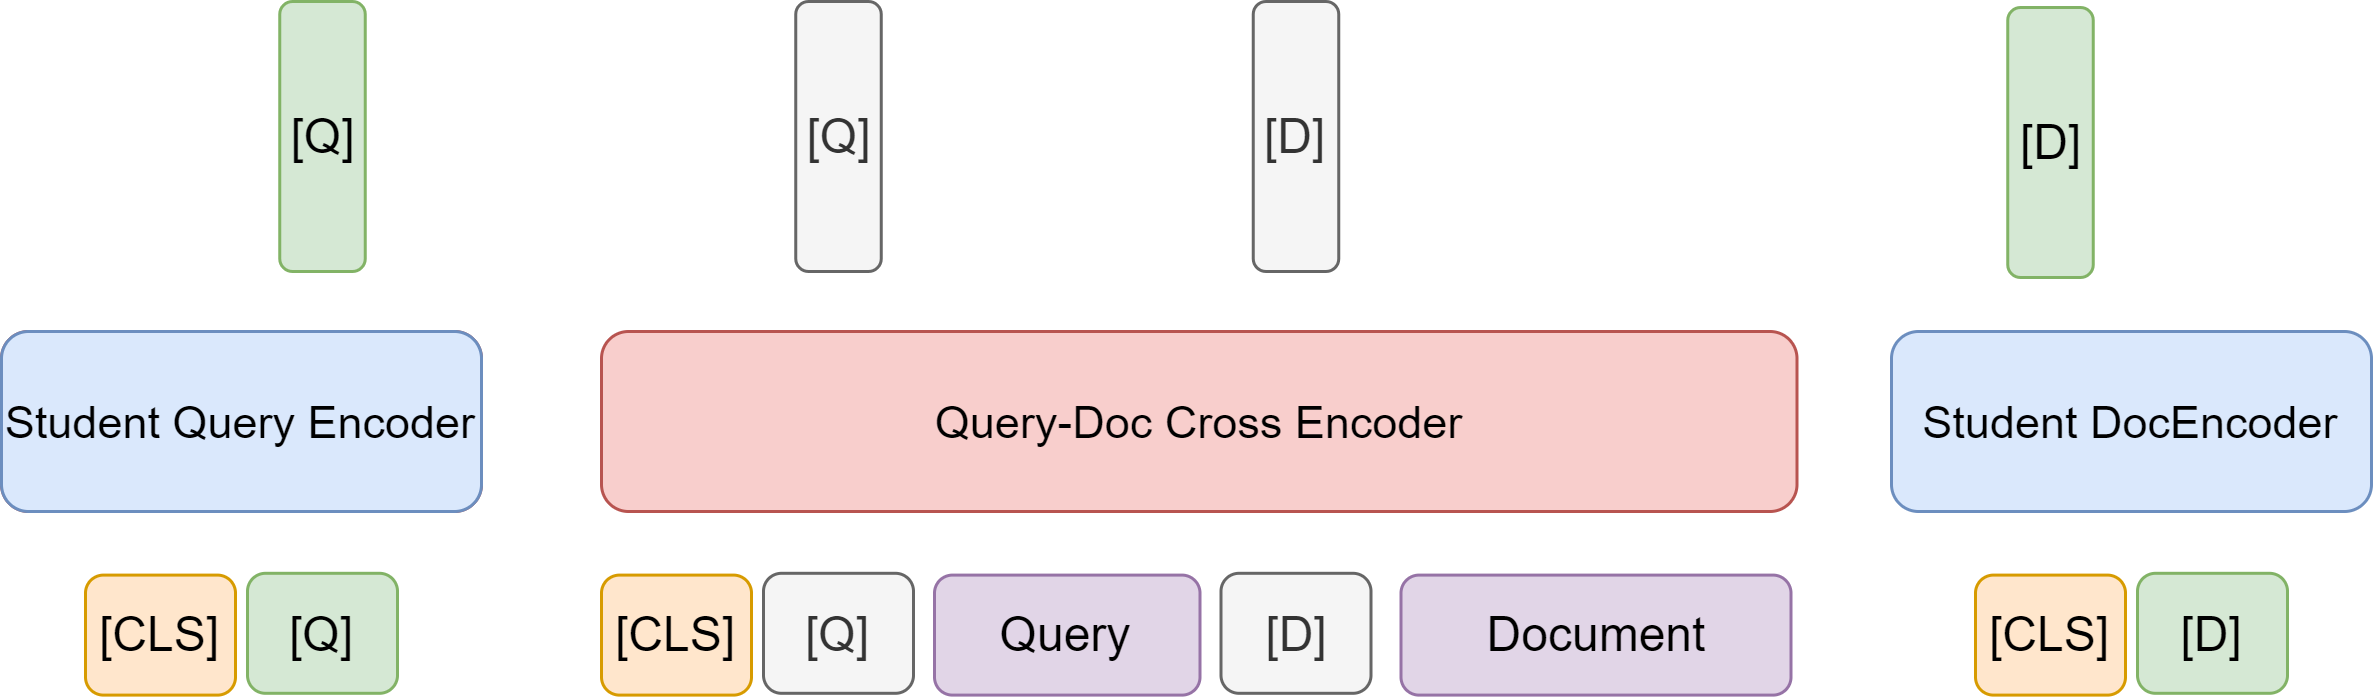 [Q]
[Q]
[D]
[D]
Student Query Encoder
Query-Doc Cross Encoder
Student DocEncoder
[CLS]
[Q]
[CLS]
[Q]
Query
[D]
Document
[CLS]
[D]